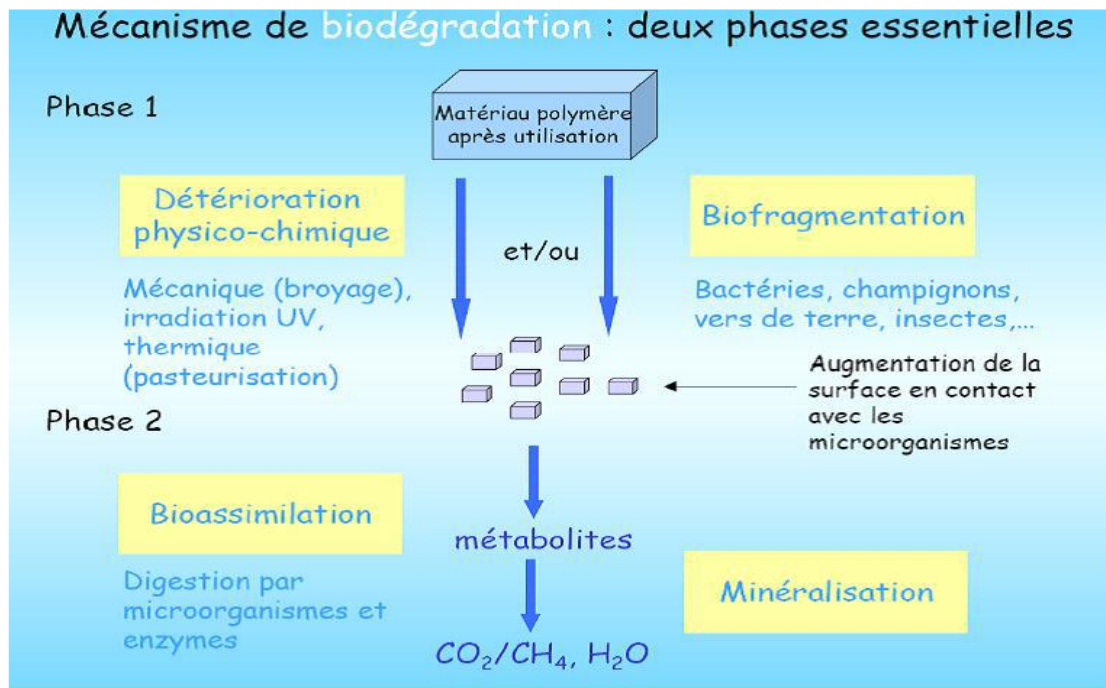 Mécanisme de biodégradation : deux phases essentielles
Phase 1
Matériau polymère
après utilisation
Détérioration
physico-chimique
et/ou
Biofragmentation
Mécanique (broyage),
irradiation UV,
thermique
(pasteurisation)
Bactéries, champignons,
vers de terre, insectes,...
Augmentation de la
surface en contact
avec les
microorganismes
Phase 2
Bioassimilation
métabolites
Digestion par
microorganismes et
enzymes
Minéralisation
CO₂/CH₄, H₂O